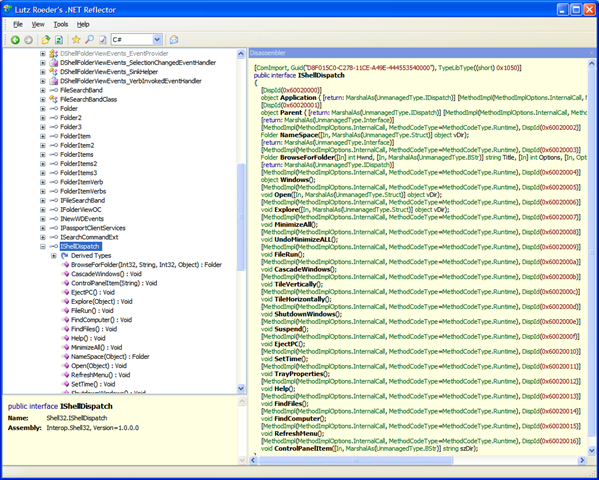 Lutz Roeder's .NET Reflector
File View Tools Help
C#
DShellFolderViewEvents_EventProvider
DShellFolderViewEvents_SelectionChangedEventHandler
DShellFolderViewEvents_SinkHelper
DShellFolderViewEvents_VerbInvokedEventHandler
FileSearchBand
FileSearchBandClass
Folder
Folder2
Folder3
FolderItem
FolderItem2
FolderItems
FolderItems2
FolderItems3
FolderItemVerb
FolderItemVerbs
IFileSearchBand
IFolderViewOC
INewWDEvents
IPassportClientServices
ISearchCommandExt
IShellDispatch
Derived Types
BrowseForFolder(Int32, String, Int32, Object) : Folder
CascadeWindows() : Void
ControlPanelItem(String) : Void
EjectPC() : Void
Explore(Object) : Void
FileRun() : Void
FindComputer() : Void
FindFiles() : Void
Help() : Void
MinimizeAll() : Void
NameSpace(Object) : Folder
Open(Object) : Void
RefreshMenu() : Void
SetTime() : Void
ShutdownWindows() : Void
public interface IShellDispatch
Name: Shell32.IShellDispatch
Assembly: Interop.Shell32, Version=1.0.0.0
Disassembler
[ComImport, Guid("D8F015C0-C278-11CE-A49E-444553540000"), TypeLibType((short) 0x1050)]
public interface IShellDispatch
{
[DispId(0x60020000)]
object Application { [return: MarshalAs(UnmanagedType.IDispatch)] [MethodImpl(MethodImplOptions.InternalCall, M
[DispId(0x60020001)]
object Parent { [return: MarshalAs(UnmanagedType.IDispatch)] [MethodImpl(MethodImplOptions.InternalCall, Method
[return: MarshalAs(UnmanagedType.Interface)]
[MethodImpl(MethodImplOptions.InternalCall, MethodCodeType=MethodCodeType.Runtime), DispId(0x60020002)]
Folder NameSpace([In, MarshalAs(UnmanagedType.Struct)] object vDir);
[return: MarshalAs(UnmanagedType.Interface)]
[MethodImpl(MethodImplOptions.InternalCall, MethodCodeType=MethodCodeType.Runtime), DispId(0x60020003)]
Folder BrowseForFolder([In] int Hwnd, [In, MarshalAs(UnmanagedType.BStr)] string Title, [In] int Options, [In, Op
[return: MarshalAs(UnmanagedType.IDispatch)]
[MethodImpl(MethodImplOptions.InternalCall, MethodCodeType=MethodCodeType.Runtime), DispId(0x60020004)]
object Windows();
[MethodImpl(MethodImplOptions.InternalCall, MethodCodeType=MethodCodeType.Runtime), DispId(0x60020005)]
void Open([In, MarshalAs(UnmanagedType.Struct)] object vDir);
[MethodImpl(MethodImplOptions.InternalCall, MethodCodeType=MethodCodeType.Runtime), DispId(0x60020006)]
void Explore([In, MarshalAs(UnmanagedType.Struct)] object vDir);
[MethodImpl(MethodImplOptions.InternalCall, MethodCodeType=MethodCodeType.Runtime), DispId(0x60020007)]
void MinimizeAll();
[MethodImpl(MethodImplOptions.InternalCall, MethodCodeType=MethodCodeType.Runtime), DispId(0x60020008)]
void UndoMinimizeALL();
[MethodImpl(MethodImplOptions.InternalCall, MethodCodeType=MethodCodeType.Runtime), DispId(0x60020009)]
void FileRun();
[MethodImpl(MethodImplOptions.InternalCall, MethodCodeType=MethodCodeType.Runtime), DispId(0x6002000a)]
void CascadeWindows();
[MethodImpl(MethodImplOptions.InternalCall, MethodCodeType=MethodCodeType.Runtime), DispId(0x6002000b)]
void TileVertically();
[MethodImpl(MethodImplOptions.InternalCall, MethodCodeType=MethodCodeType.Runtime), DispId(0x6002000c)]
void TileHorizontally();
[MethodImpl(MethodImplOptions.InternalCall, MethodCodeType=MethodCodeType.Runtime), DispId(0x6002000d)]
void ShutdownWindows();
[MethodImpl(MethodImplOptions.InternalCall, MethodCodeType=MethodCodeType.Runtime), DispId(0x6002000e)]
void Suspend();
[MethodImpl(MethodImplOptions.InternalCall, MethodCodeType=MethodCodeType.Runtime), DispId(0x6002000f)]
void EjectPC();
[MethodImpl(MethodImplOptions.InternalCall, MethodCodeType=MethodCodeType.Runtime), DispId(0x60020010)]
void SetTime();
[MethodImpl(MethodImplOptions.InternalCall, MethodCodeType=MethodCodeType.Runtime), DispId(0x60020011)]
void TrayProperties();
[MethodImpl(MethodImplOptions.InternalCall, MethodCodeType=MethodCodeType.Runtime), DispId(0x60020012)]
void Help();
[MethodImpl(MethodImplOptions.InternalCall, MethodCodeType=MethodCodeType.Runtime), DispId(0x60020013)]
void FindFiles();
[MethodImpl(MethodImplOptions.InternalCall, MethodCodeType=MethodCodeType.Runtime), DispId(0x60020014)]
void FindComputer();
[MethodImpl(MethodImplOptions.InternalCall, MethodCodeType=MethodCodeType.Runtime), DispId(0x60020015)]
void RefreshMenu();
[MethodImpl(MethodImplOptions.InternalCall, MethodCodeType=MethodCodeType.Runtime), DispId(0x60020016)]
void ControlPanelItem([In, MarshalAs(UnmanagedType.BStr)] string szDir);